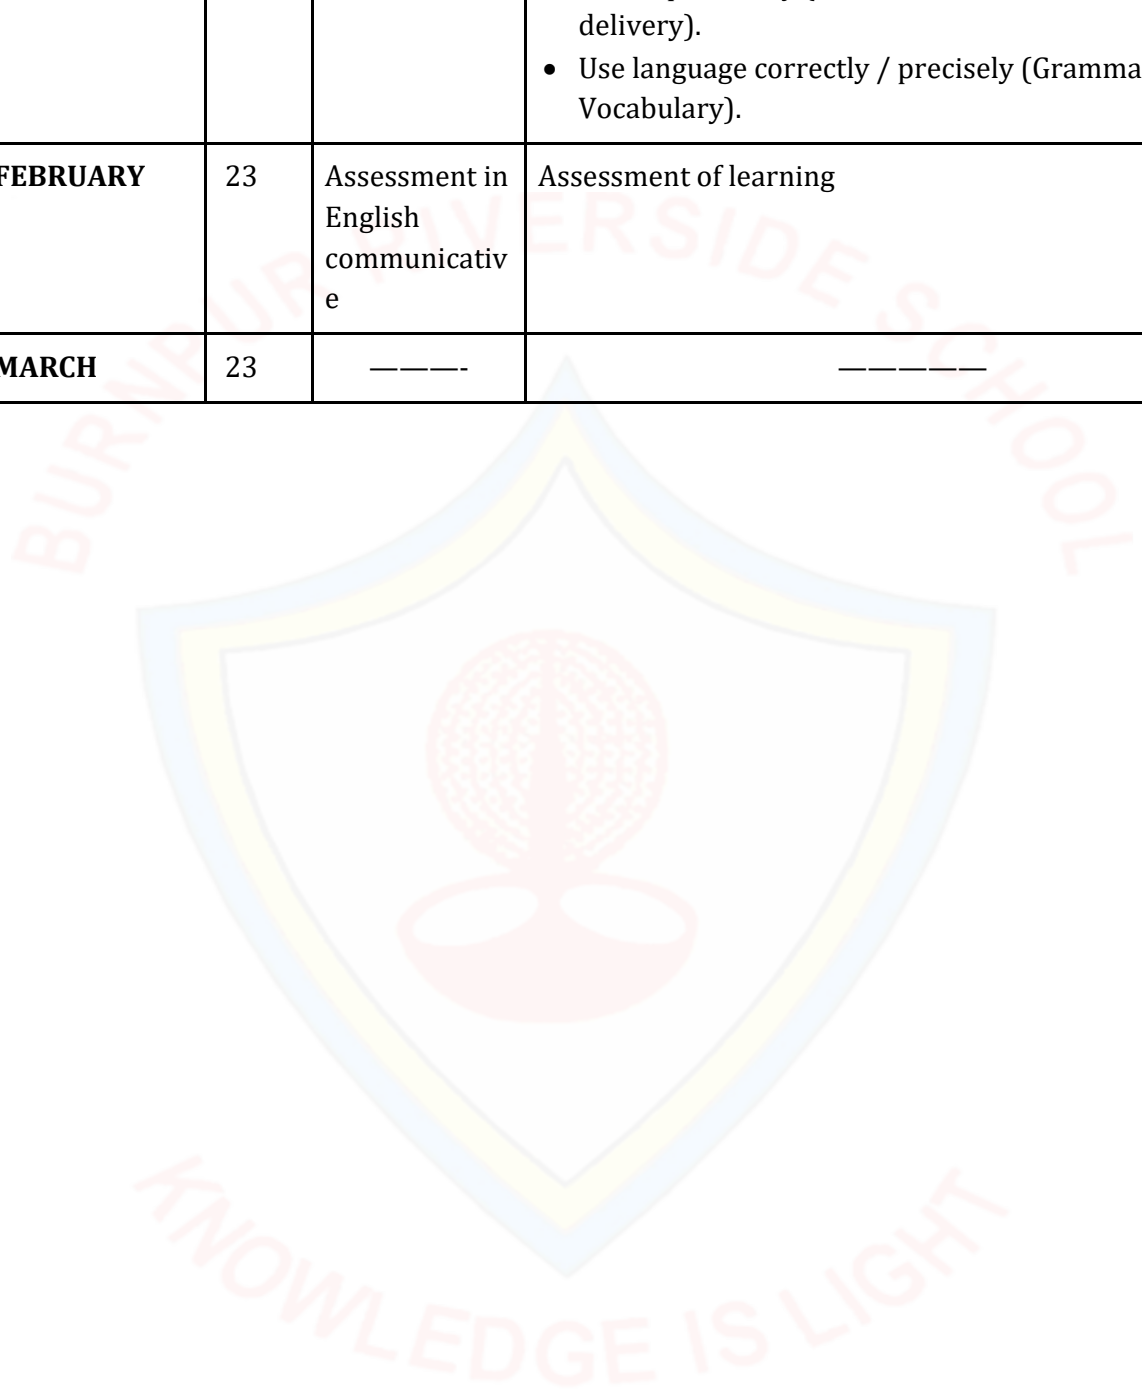 delivery).
• Use language correctly / precisely (Gramma
Vocabulary).
FEBRUARY 23 Assessment in Assessment of learning
English
communicativ
e
MARCH 23 ————- —————
BURNPUR RIVERSIDE SCHOOL
KNOWLEDGE IS LIGHT